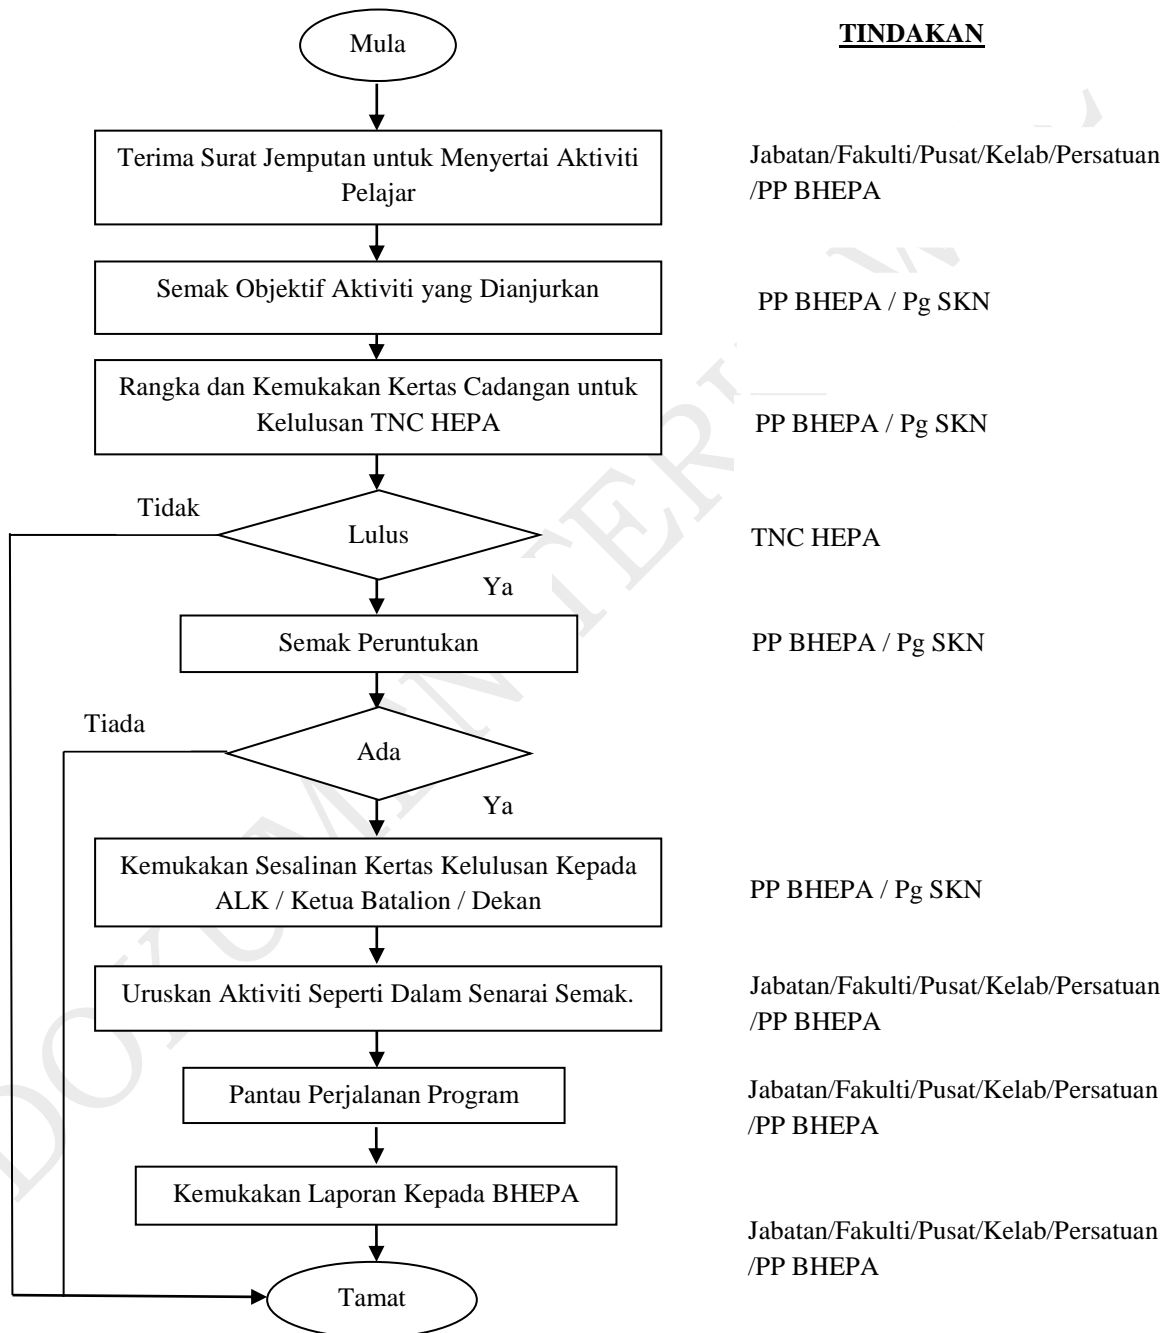 Mula
TINDAKAN
Terima Surat Jemputan untuk Menyertai Aktiviti
Pelajar
Jabatan/Fakulti/Pusat/Kelab/Persatuan
/PP BHEPA
Semak Objektif Aktiviti yang Dianjurkan
PP BHEPA / Pg SKN
Rangka dan Kemukakan Kertas Cadangan untuk
Kelulusan TNC HEPA
PP BHEPA / Pg SKN
Tidak
Lulus
TNC HEPA
Ya
Semak Peruntukan
PP BHEPA / Pg SKN
Tiada
Ada
Ya
Kemukakan Sesalinan Kertas Kelulusan Kepada
ALK / Ketua Batalion / Dekan
PP BHEPA / Pg SKN
Uruskan Aktiviti Seperti Dalam Senarai Semak.
Jabatan/Fakulti/Pusat/Kelab/Persatuan
/PP BHEPA
Pantau Perjalanan Program
Jabatan/Fakulti/Pusat/Kelab/Persatuan
/PP BHEPA
Kemukakan Laporan Kepada BHEPA
Jabatan/Fakulti/Pusat/Kelab/Persatuan
/PP BHEPA
Tamat